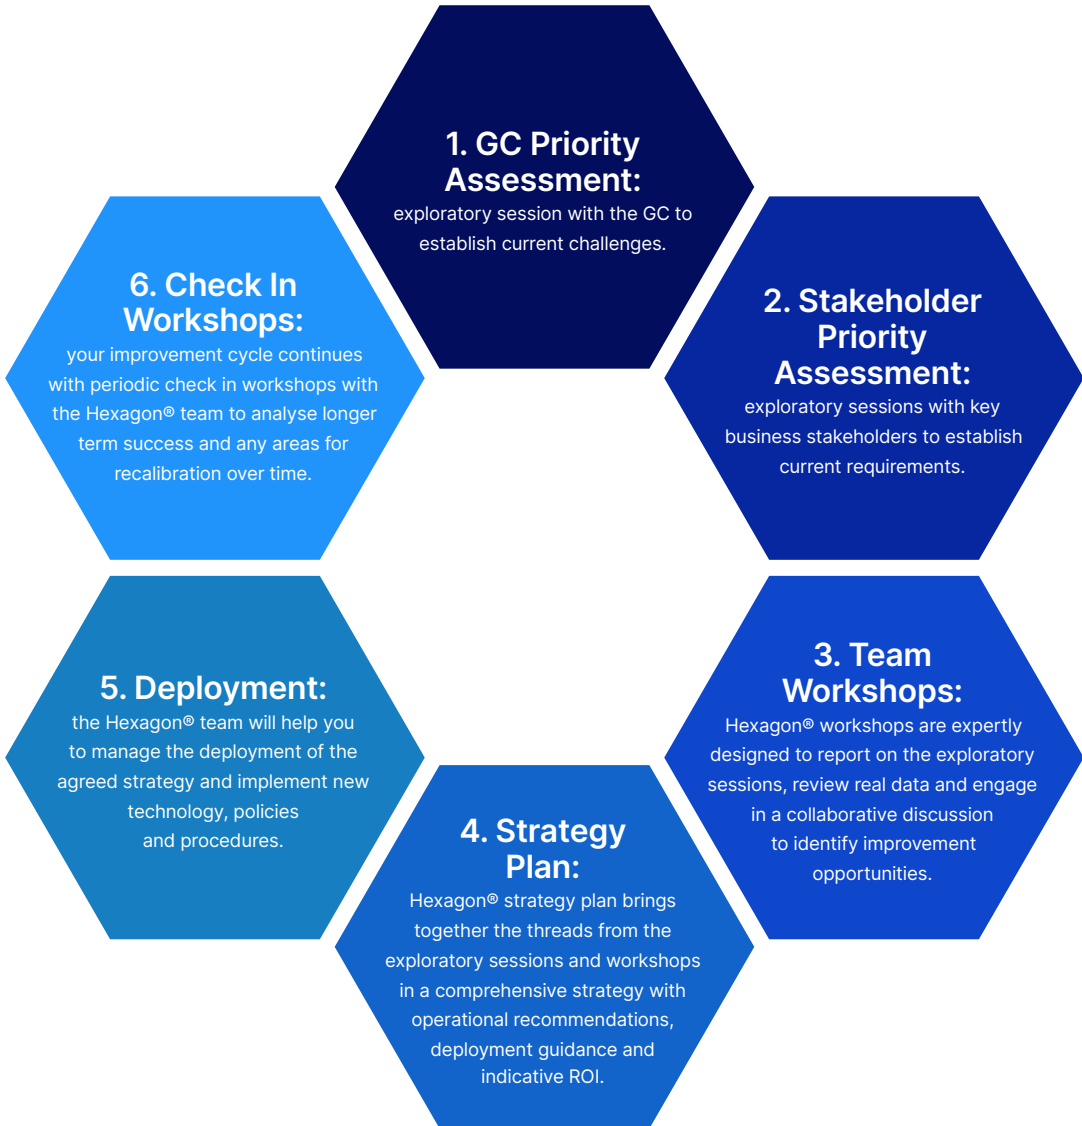 1. GC Priority
Assessment:
exploratory session with the GC to
establish current challenges.
2. Stakeholder
Priority
Assessment:
exploratory sessions with key
business stakeholders to establish
current requirements.
3. Team
Workshops:
Hexagon® workshops are expertly
designed to report on the exploratory
sessions, review real data and engage
in a collaborative discussion
to identify improvement
opportunities.
4. Strategy
Plan:
Hexagon® strategy plan brings
together the threads from the
exploratory sessions and workshops
in a comprehensive strategy with
operational recommendations,
deployment guidance and
indicative ROI.
5. Deployment:
the Hexagon® team will help you
to manage the deployment of the
agreed strategy and implement new
technology, policies
and procedures.
6. Check In
Workshops:
your improvement cycle continues
with periodic check in workshops with
the Hexagon® team to analyse longer
term success and any areas for
recalibration over time.